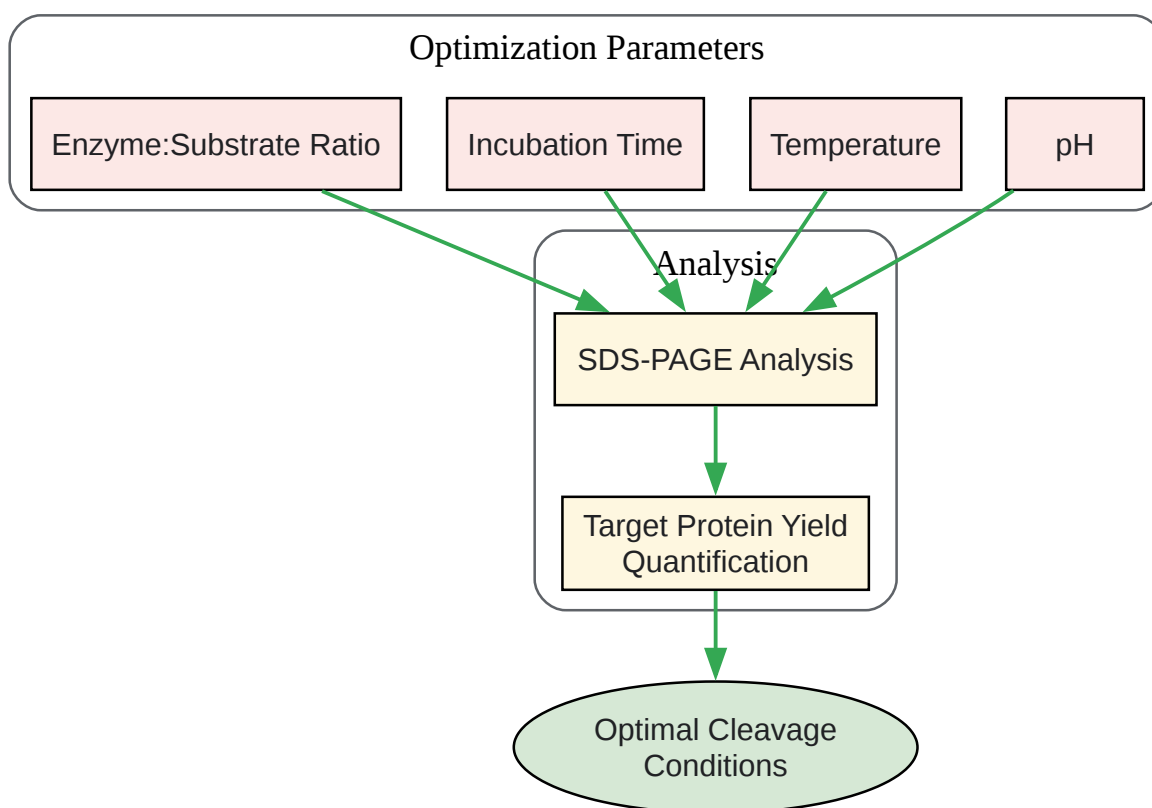 Optimization Parameters
Enzyme:Substrate Ratio
Incubation Time
Temperature
pH
Analysis
SDS-PAGE Analysis
Target Protein Yield
Quantification
Optimal Cleavage
Conditions